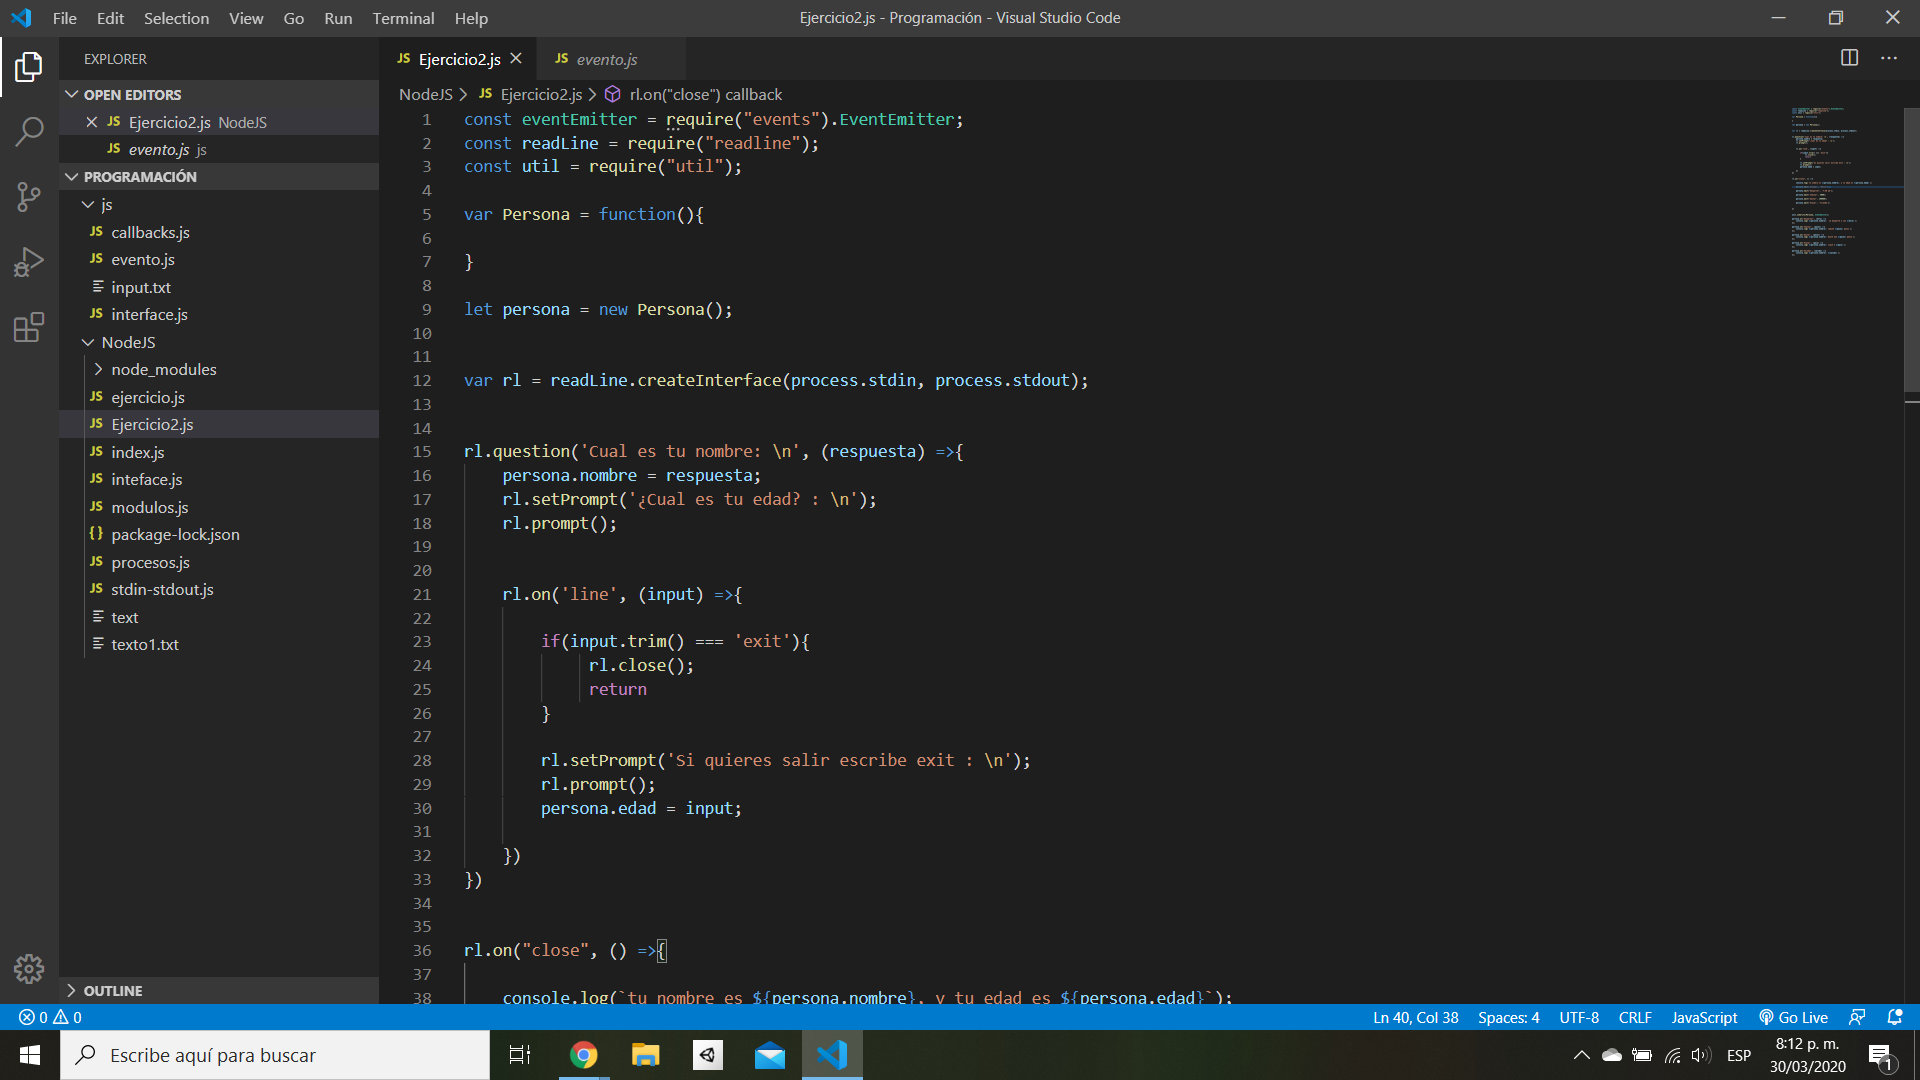 File Edit Selection View Go Run Terminal Help
Ejercicio2.js - Programación - Visual Studio Code
EXPLORER
OPEN EDITORS
JS Ejercicio2.js NodeJS
JS evento.js js
PROGRAMACIÓN
js
JS callbacks.js
JS evento.js
input.txt
JS interface.js
NodeJS
node_modules
JS ejercicio.js
JS Ejercicio2.js
JS index.js
JS inteface.js
JS modulos.js
{} package-lock.json
JS procesos.js
JS stdin-stdout.js
text
texto1.txt
OUTLINE
JS Ejercicio2.js
JS evento.js
NodeJS > JS Ejercicio2.js > rl.on("close") callback
1 const eventEmitter = require("events").EventEmitter;
2 const readLine = require("readline");
3 const util = require("util");
4
5 var Persona = function(){
6
7 }
8
9 let persona = new Persona();
10
11
12 var rl = readLine.createInterface(process.stdin, process.stdout);
13
14
15 rl.question('Cual es tu nombre: \n', (respuesta) =>{
16 persona.nombre = respuesta;
17 rl.setPrompt('¿Cual es tu edad? : \n');
18 rl.prompt();
19
20
21 rl.on('line', (input) =>{
22
23 if(input.trim() === 'exit'){
24 rl.close();
25 return
26 }
27
28 rl.setPrompt('Si quieres salir escribe exit : \n');
29 rl.prompt();
30 persona.edad = input;
31
32 })
33 })
34
35
36 rl.on("close", () =>{
37
38 console.log(`tu nombre es ${persona.nombre}, y tu edad es ${persona.edad}`);
0 0
Ln 40, Col 38 Spaces: 4 UTF-8 CRLF JavaScript Go Live
Escribe aquí para buscar
ESP
8:12 p. m.
30/03/2020
1